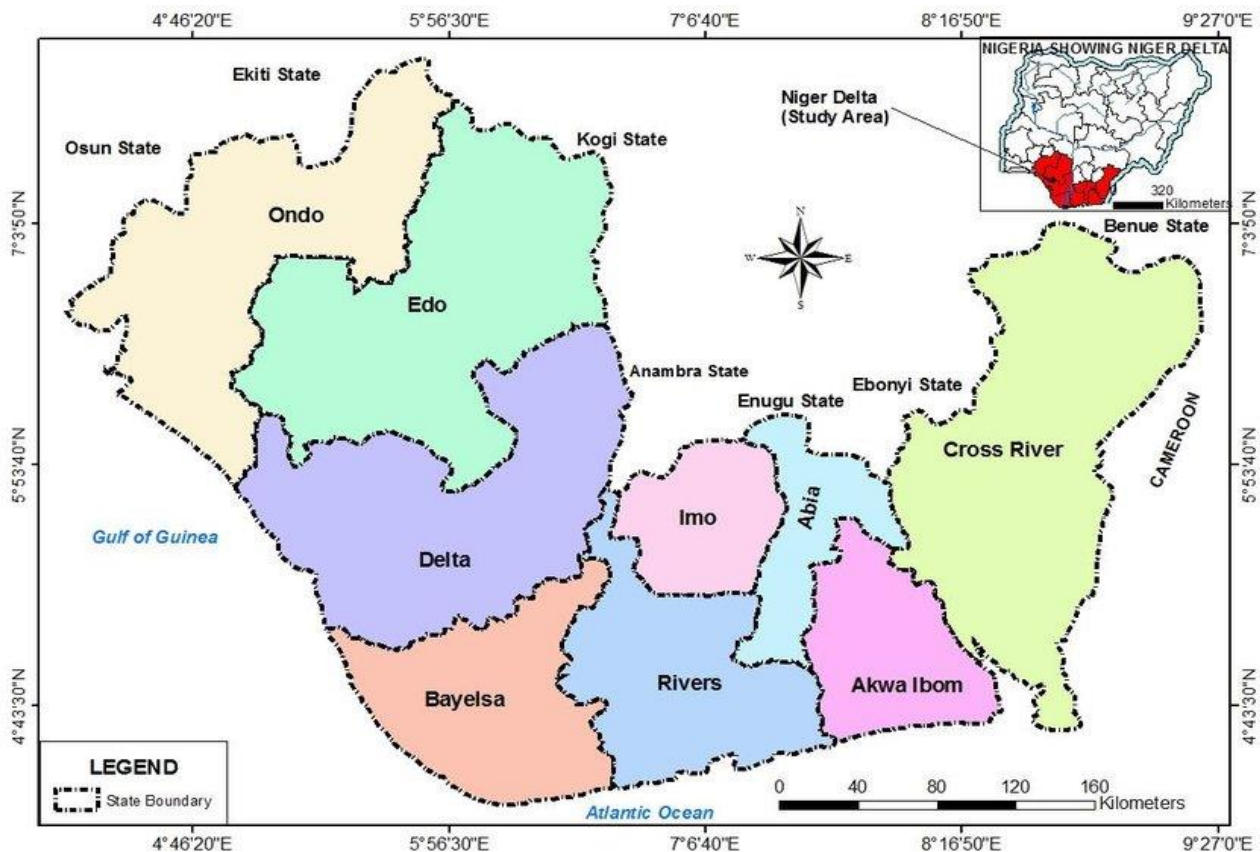 4°46'20"E
5°56'30"E
7°6'40"E
8°16'50"E
9°27'0"E
NIGERIA SHOWING NIGER DELTA
Ekiti State
Niger Delta
(Study Area)
Osun State
Kogi State
320
Kilometers
7°3'50"N
7°3'50"N
Ondo
N
W
E
S
Benue State
Edo
Anambra State
Enugu State
Ebonyi State
CAMEROON
Cross River
5°53'40"N
5°53'40"N
Abia
Imo
Gulf of Guinea
Delta
Rivers
Akwa Ibom
Bayelsa
4°43'30"N
4°43'30"N
LEGEND
State Boundary
0 40 80 120 160
Kilometers
Atlantic Ocean
4°46'20"E
5°56'30"E
7°6'40"E
8°16'50"E
9°27'0"E